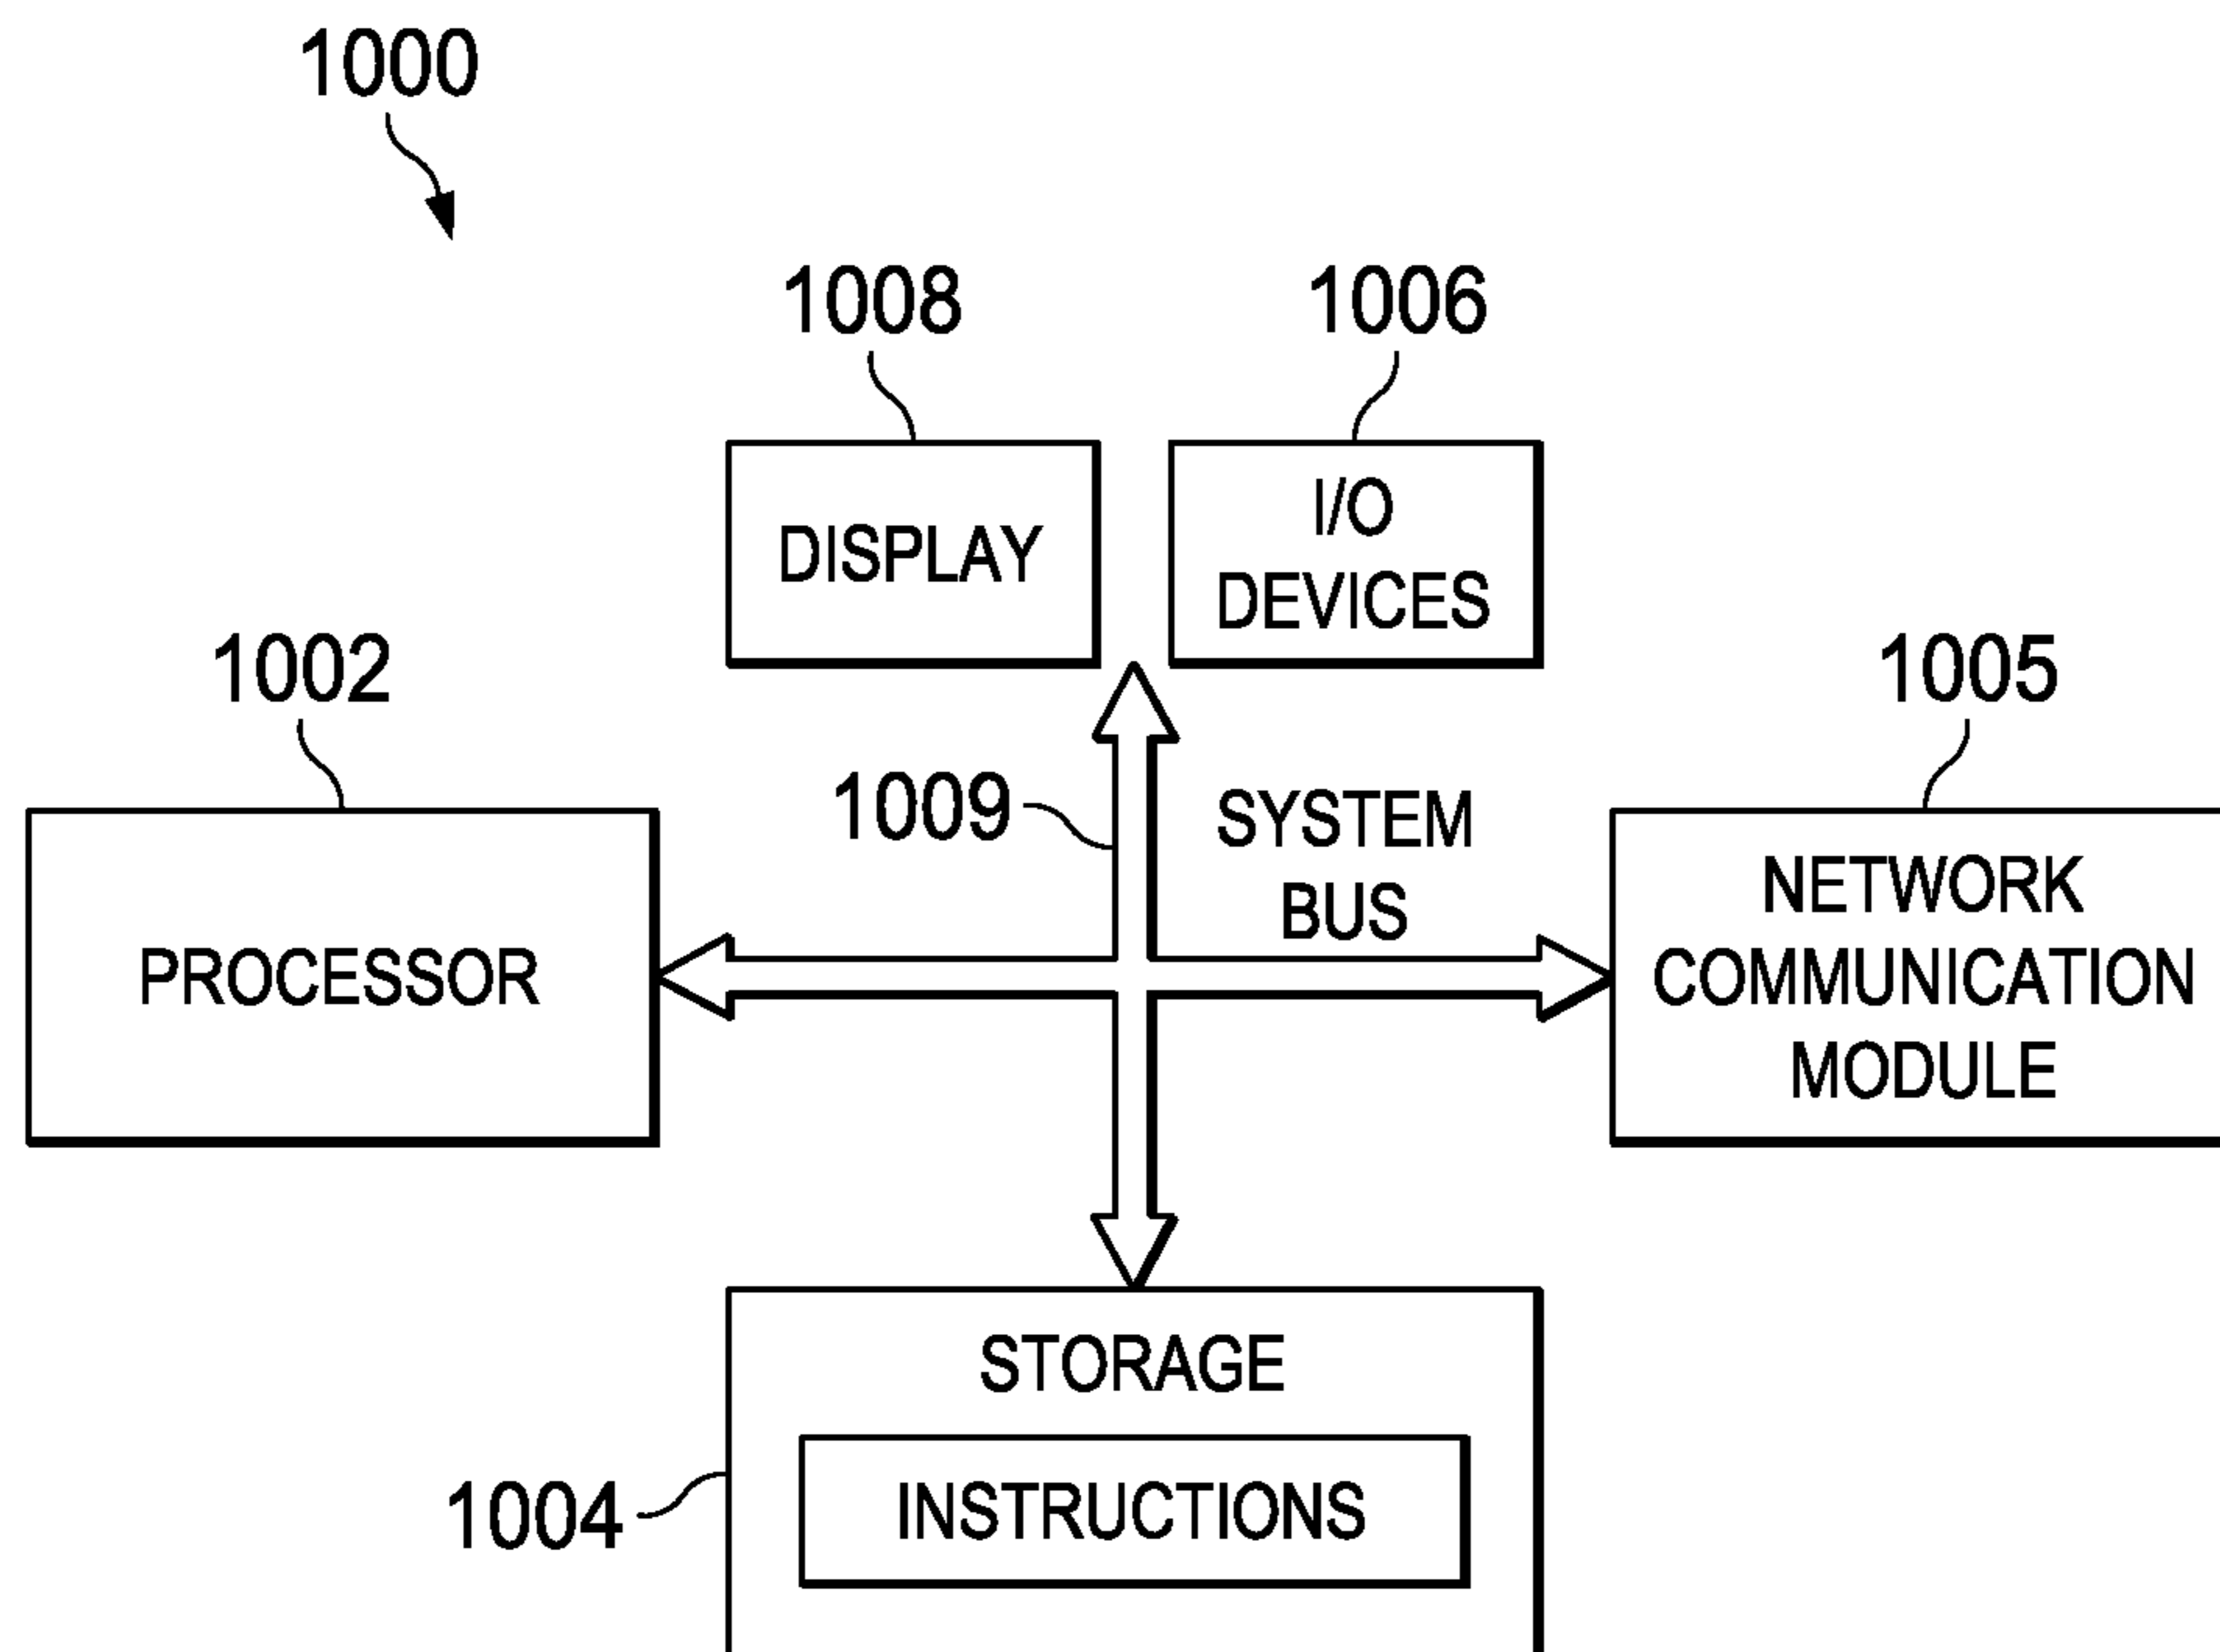 1000
1008
1006
DISPLAY
I/O
DEVICES
1002
1005
1009
SYSTEM
BUS
PROCESSOR
NETWORK
COMMUNICATION
MODULE
STORAGE
1004
INSTRUCTIONS